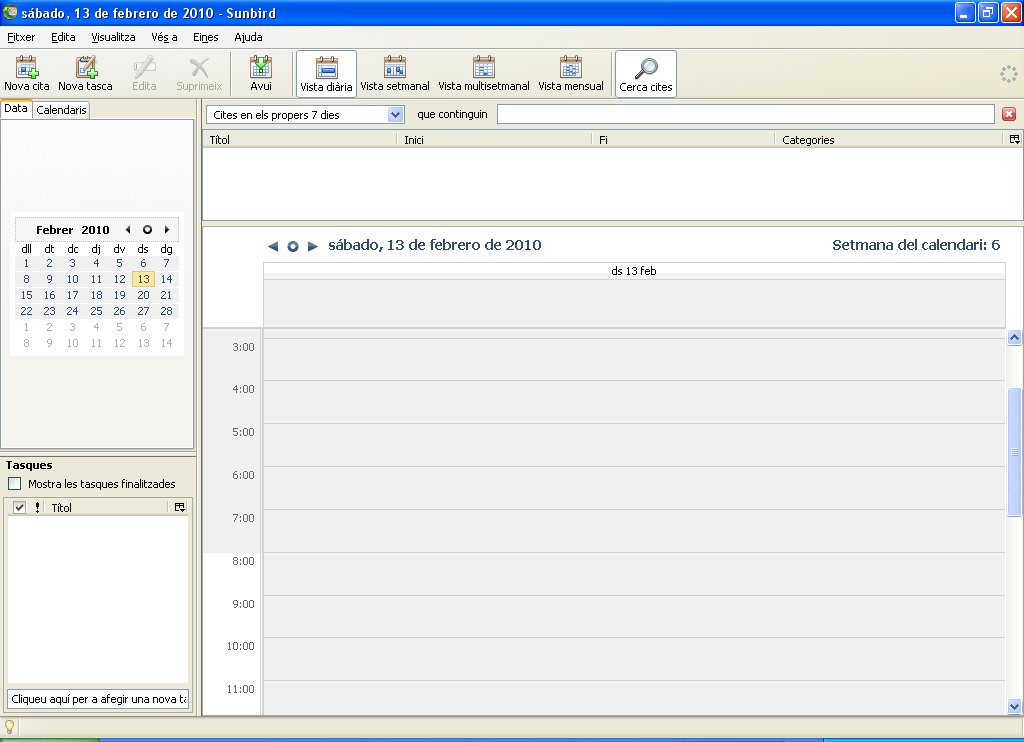 sábado, 13 de febrero de 2010 - Sunbird
Fitxer Edita Visualitza Vés a Eines Ajuda
Nova cita Nova tasca Edita Suprimeix Avui Vista diària Vista setmanal Vista multisetmanal Vista mensual Cerca cites
Data Calendaris
Cites en els propers 7 dies que continguin
Títol Inici Fi Categories
Febrer 2010
dll dt dc dj dv ds dg
1 2 3 4 5 6 7
8 9 10 11 12 13 14
15 16 17 18 19 20 21
22 23 24 25 26 27 28
1 2 3 4 5 6 7
8 9 10 11 12 13 14
Tasques
Mostra les tasques finalitzades
! Títol
Cliqueu aquí per a afegir una nova ta
sábado, 13 de febrero de 2010 Setmana del calendari: 6
ds 13 feb
3:00
4:00
5:00
6:00
7:00
8:00
9:00
10:00
11:00